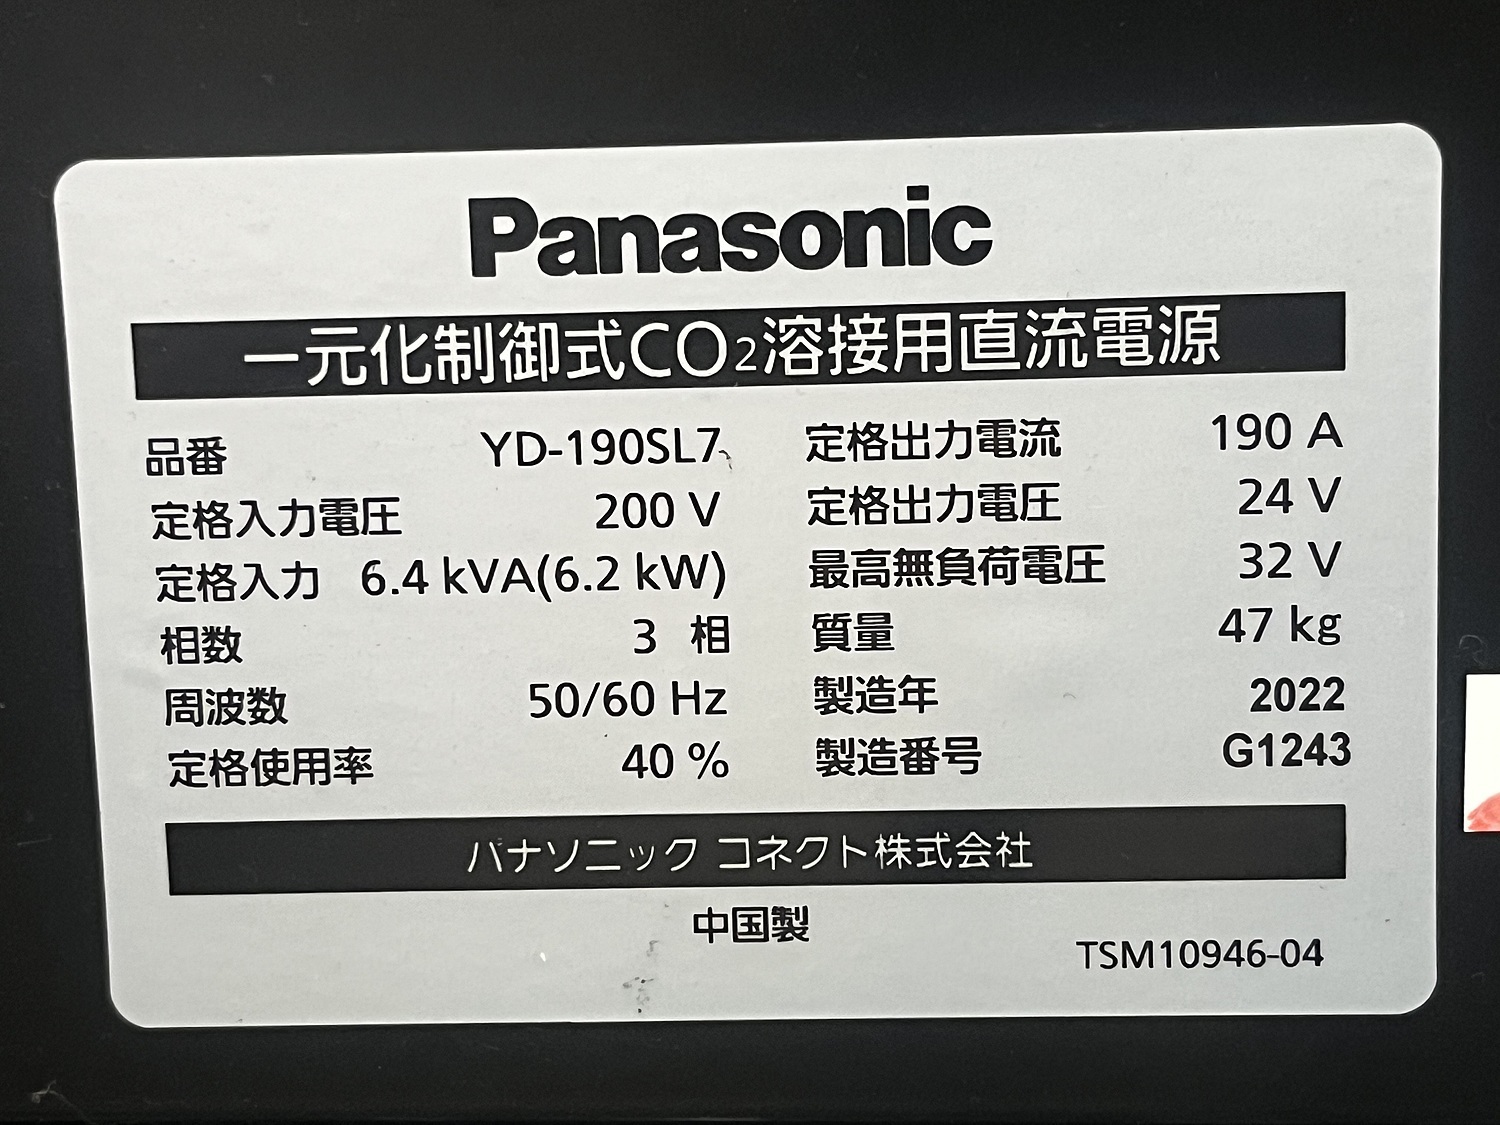 Panasonic
一元化制御式CO2溶接用直流電源
品番 YD-190SL7
定格入力電圧 200 V
定格入力 6.4 kVA(6.2 kW)
相数 3 相
周波数 50/60 Hz
定格使用率 40 %
定格出力電流 190 A
定格出力電圧 24 V
最高無負荷電圧 32 V
質量 47 kg
製造年 2022
製造番号 G1243
パナソニック コネクト株式会社
中国製
TSM10946-04